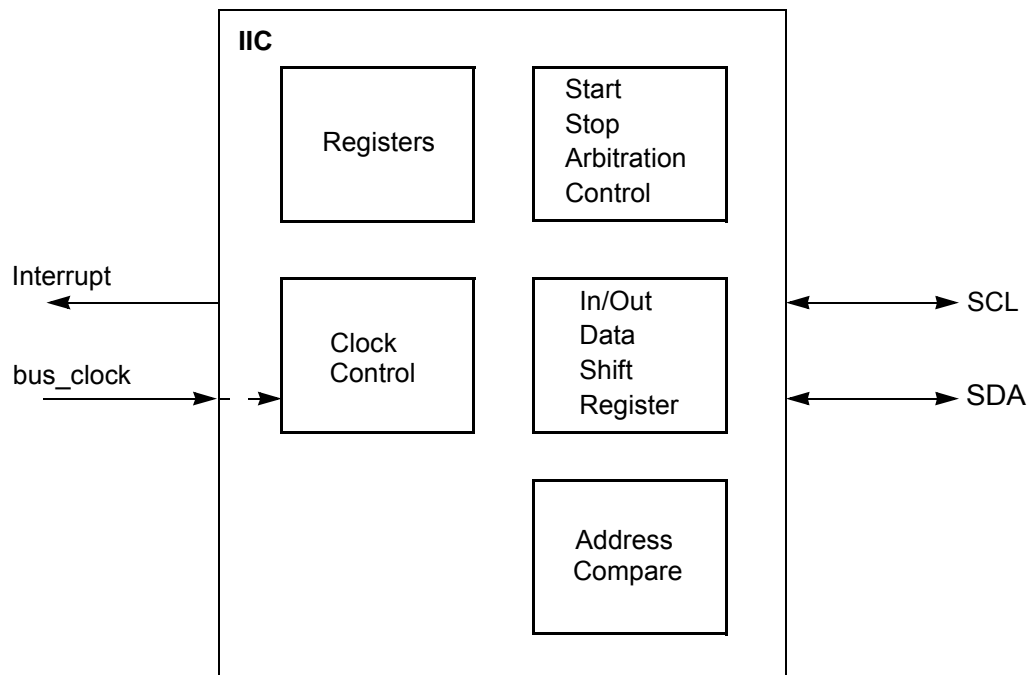 IIC
Registers
Start
Stop
Arbitration
Control
Interrupt
bus_clock
Clock
Control
In/Out
Data
Shift
Register
SCL
SDA
Address
Compare